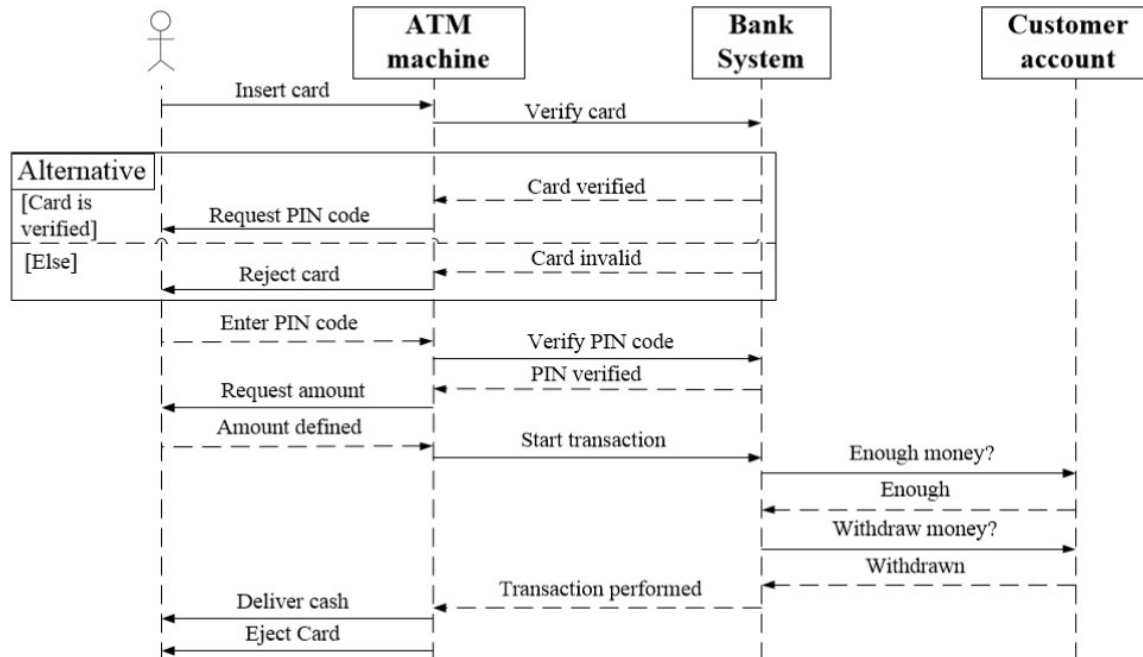 ATM
machine
Bank
System
Customer
account
Insert card
Verify card
Alternative
[Card is
verified]
Card verified
Request PIN code
[Else]
Card invalid
Reject card
Enter PIN code
Verify PIN code
PIN verified
Request amount
Amount defined
Start transaction
Enough money?
Enough
Withdraw money?
Withdrawn
Transaction performed
Deliver cash
Eject Card